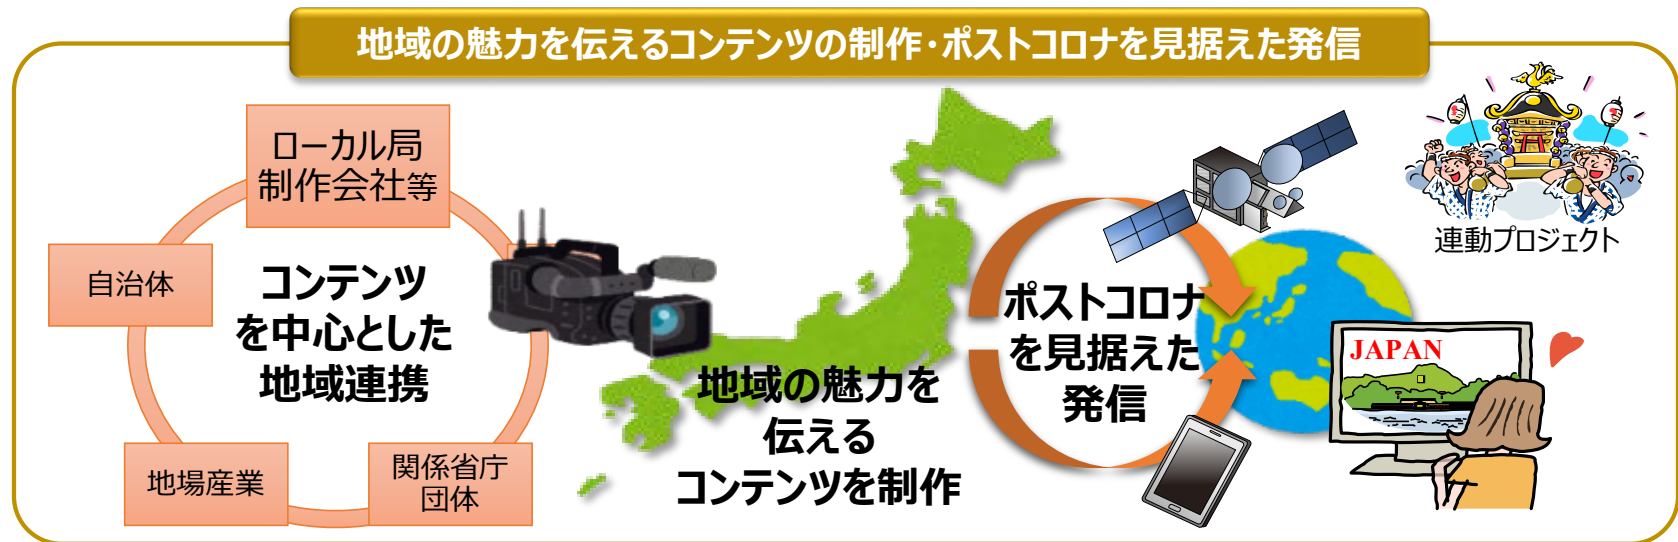 地域の魅力を伝えるコンテンツの制作・ポストコロナを見据えた発信
ローカル局
制作会社等
自治体
コンテンツ
を中心とした
地域連携
地場産業
関係省庁
団体
地域の魅力を
伝える
コンテンツを制作
ポストコロナ
を見据えた
発信
連動プロジェクト
JAPAN